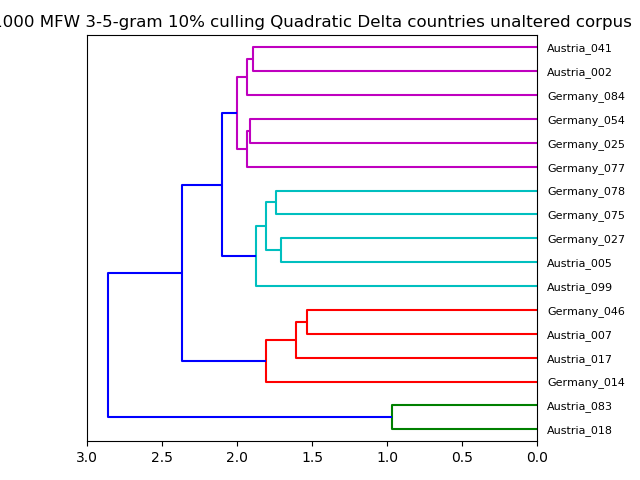 000 MFW 3-5-gram 10% culling Quadratic Delta countries unaltered corpus
Austria_041
Austria_002
Germany_084
Germany_054
Germany_025
Germany_077
Germany_078
Germany_075
Germany_027
Austria_005
Austria_099
Germany_046
Austria_007
Austria_017
Germany_014
Austria_083
Austria_018
3.0 2.5 2.0 1.5 1.0 0.5 0.0